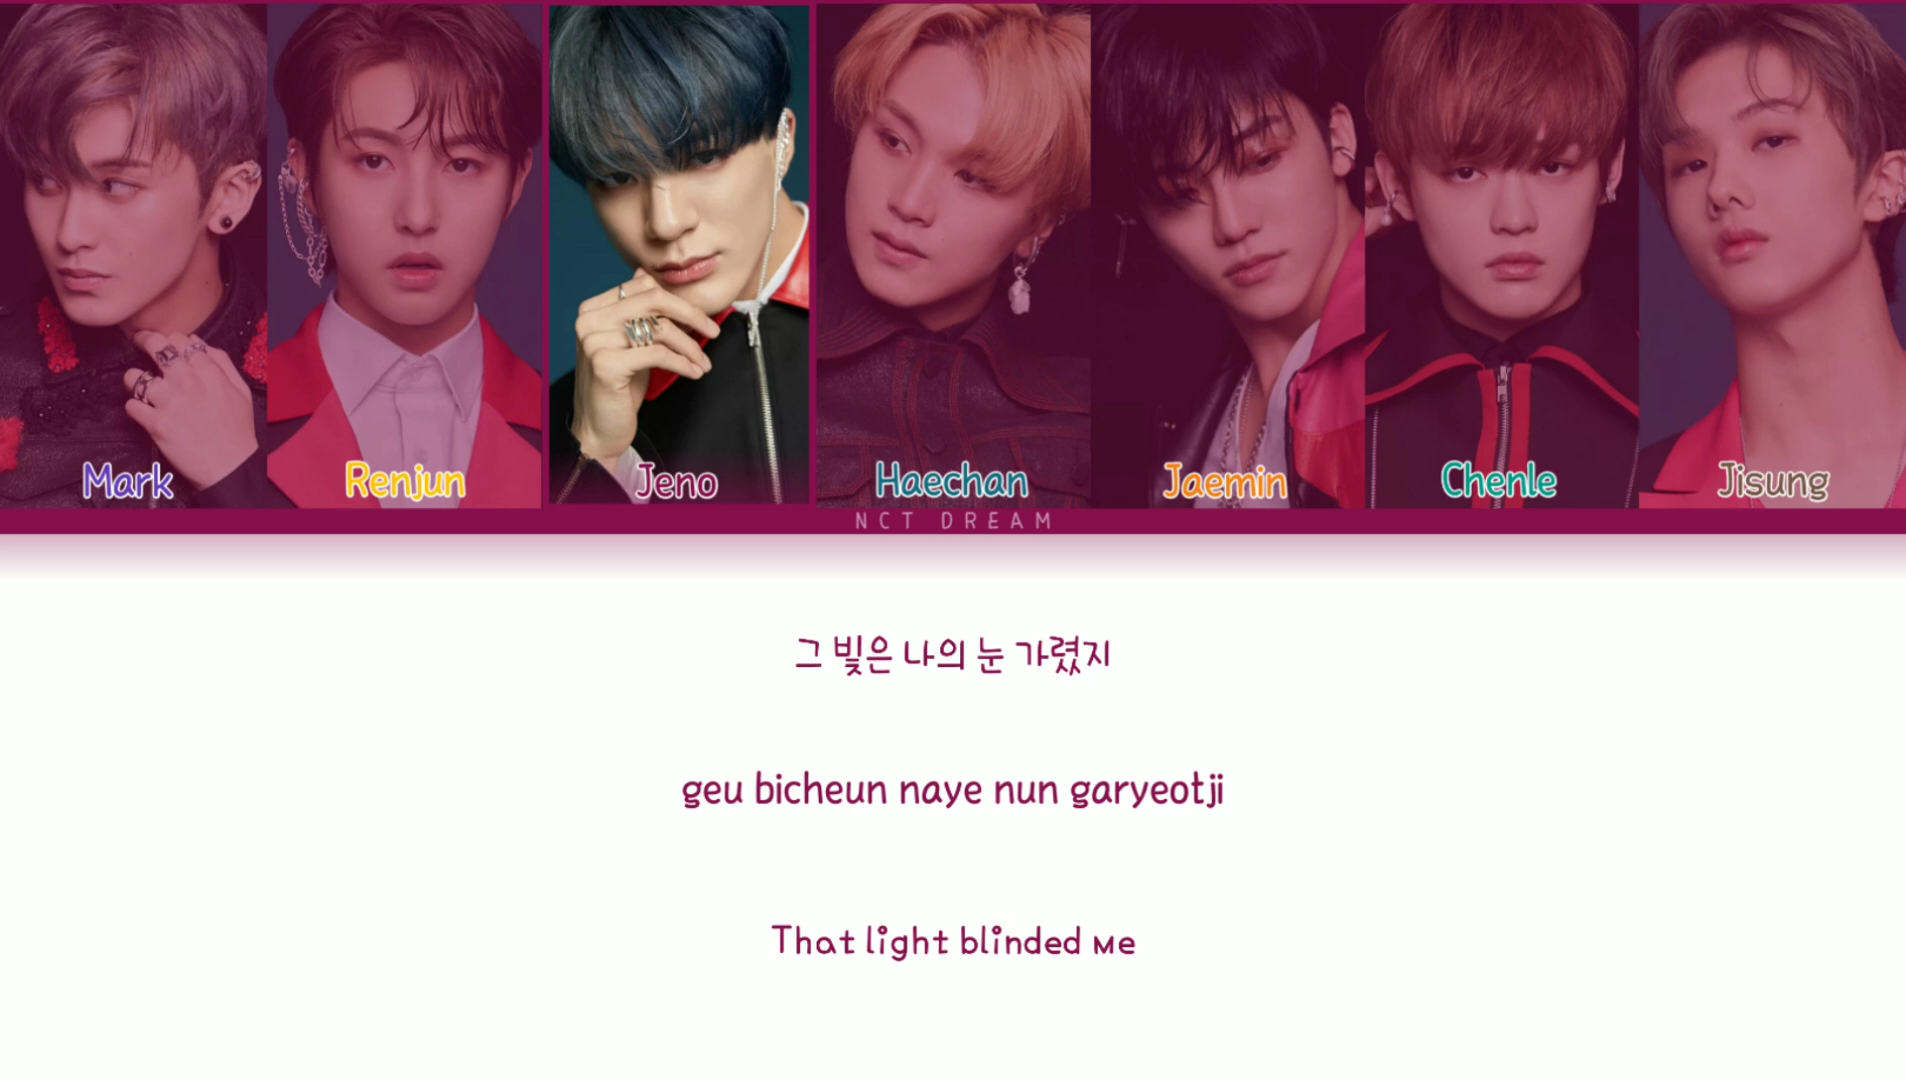 Mark Renjun Jeno Haechan Jaemin Chenle Jisung
NCT DREAM
그 빛은 나의 눈 가렸지
geu bicheun naye nun garyeotji
That light blinded me